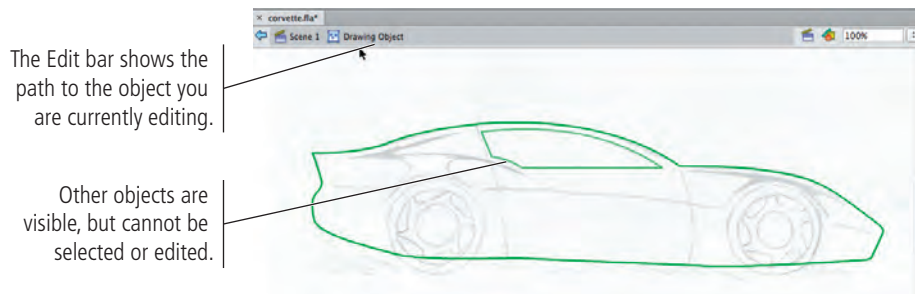 × corvette.fla*
Scene 1 Drawing Object 100%
The Edit bar shows the
path to the object you
are currently editing.
Other objects are
visible, but cannot be
selected or edited.